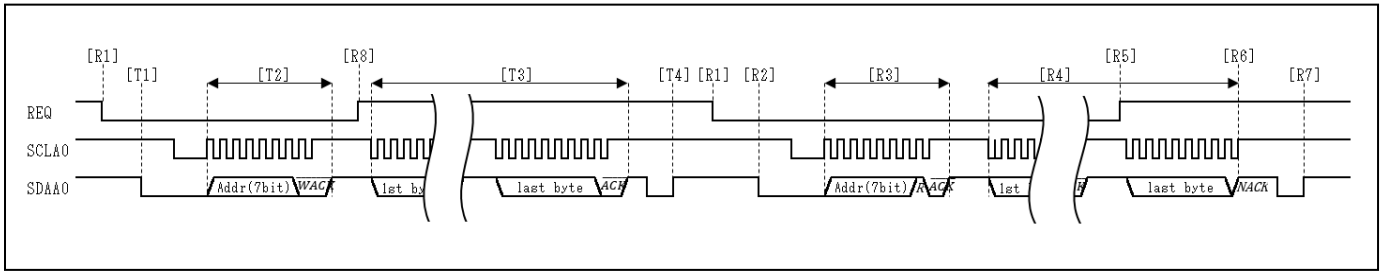 [R1] [R8] [R5] [R6]
[T1] [T2] [T3] [T4] [R1] [R2] [R3] [R4] [R7]
REQ
SCLA0
SDAA0 Addr(7bit) WACK 1st by last byte ACK Addr(7bit) R ACK 1st K last byte NACK